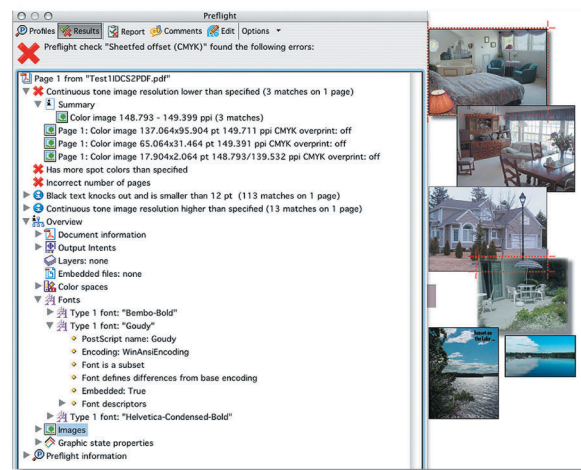 Preflight
Profiles Results Report Comments Edit Options
Preflight check "Sheetfed offset (CMYK)" found the following errors:
Page 1 from "Test1IDCS2PDF.pdf"
Continuous tone image resolution lower than specified (3 matches on 1 page)
Summary
Color image 148.793 - 149.399 ppi (3 matches)
Page 1: Color image 137.064x95.904 pt 149.711 ppi CMYK overprint: off
Page 1: Color image 65.064x31.464 pt 149.391 ppi CMYK overprint: off
Page 1: Color image 17.904x2.064 pt 148.793/139.532 ppi CMYK overprint: off
Has more spot colors than specified
Incorrect number of pages
Black text knocks out and is smaller than 12 pt (113 matches on 1 page)
Continuous tone image resolution higher than specified (13 matches on 1 page)
Overview
Document information
Output Intents
Layers: none
Embedded files: none
Color spaces
Fonts
Type 1 font: "Bembo-Bold"
Type 1 font: "Goudy"
PostScript name: Goudy
Encoding: WinAnsiEncoding
Font is a subset
Font defines differences from base encoding
Embedded: True
Font descriptors
Type 1 font: "Helvetica-Condensed-Bold"
Images
Graphic state properties
Preflight information
Sunset on
the Lake ...